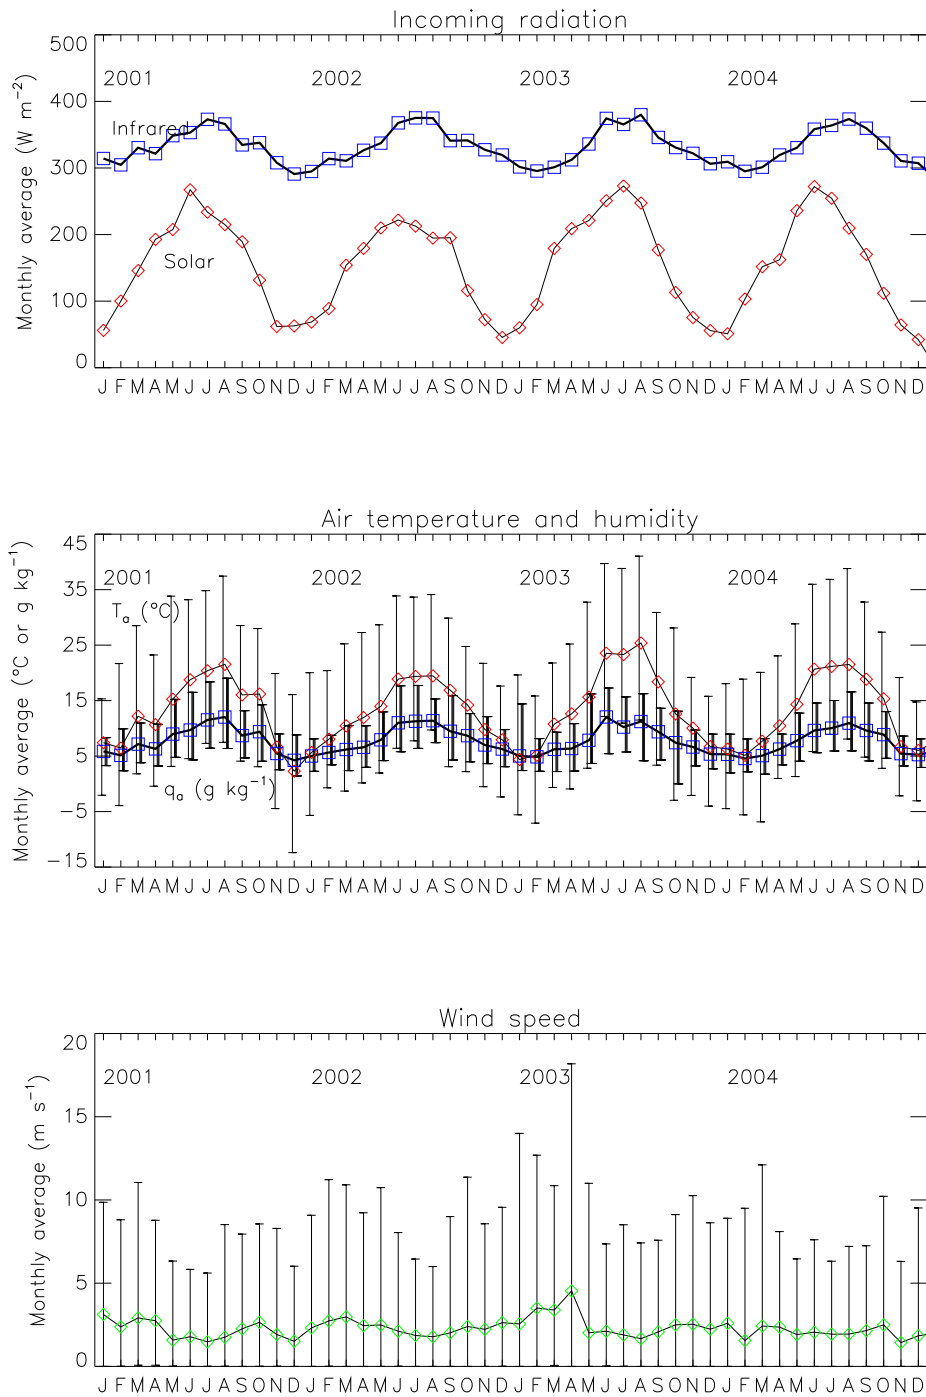 Incoming radiation
Monthly average (W m⁻²)
500
400
300
200
100
0
2001 2002 2003 2004
Infrared
Solar
J F M A M J J A S O N D J F M A M J J A S O N D J F M A M J J A S O N D J F M A M J J A S O N D
Air temperature and humidity
Monthly average (°C or g kg⁻¹)
45
35
25
15
5
−5
−15
2001 2002 2003 2004
Tₐ (°C)
qₐ (g kg⁻¹)
J F M A M J J A S O N D J F M A M J J A S O N D J F M A M J J A S O N D J F M A M J J A S O N D
Wind speed
Monthly average (m s⁻¹)
20
15
10
5
0
2001 2002 2003 2004
J F M A M J J A S O N D J F M A M J J A S O N D J F M A M J J A S O N D J F M A M J J A S O N D